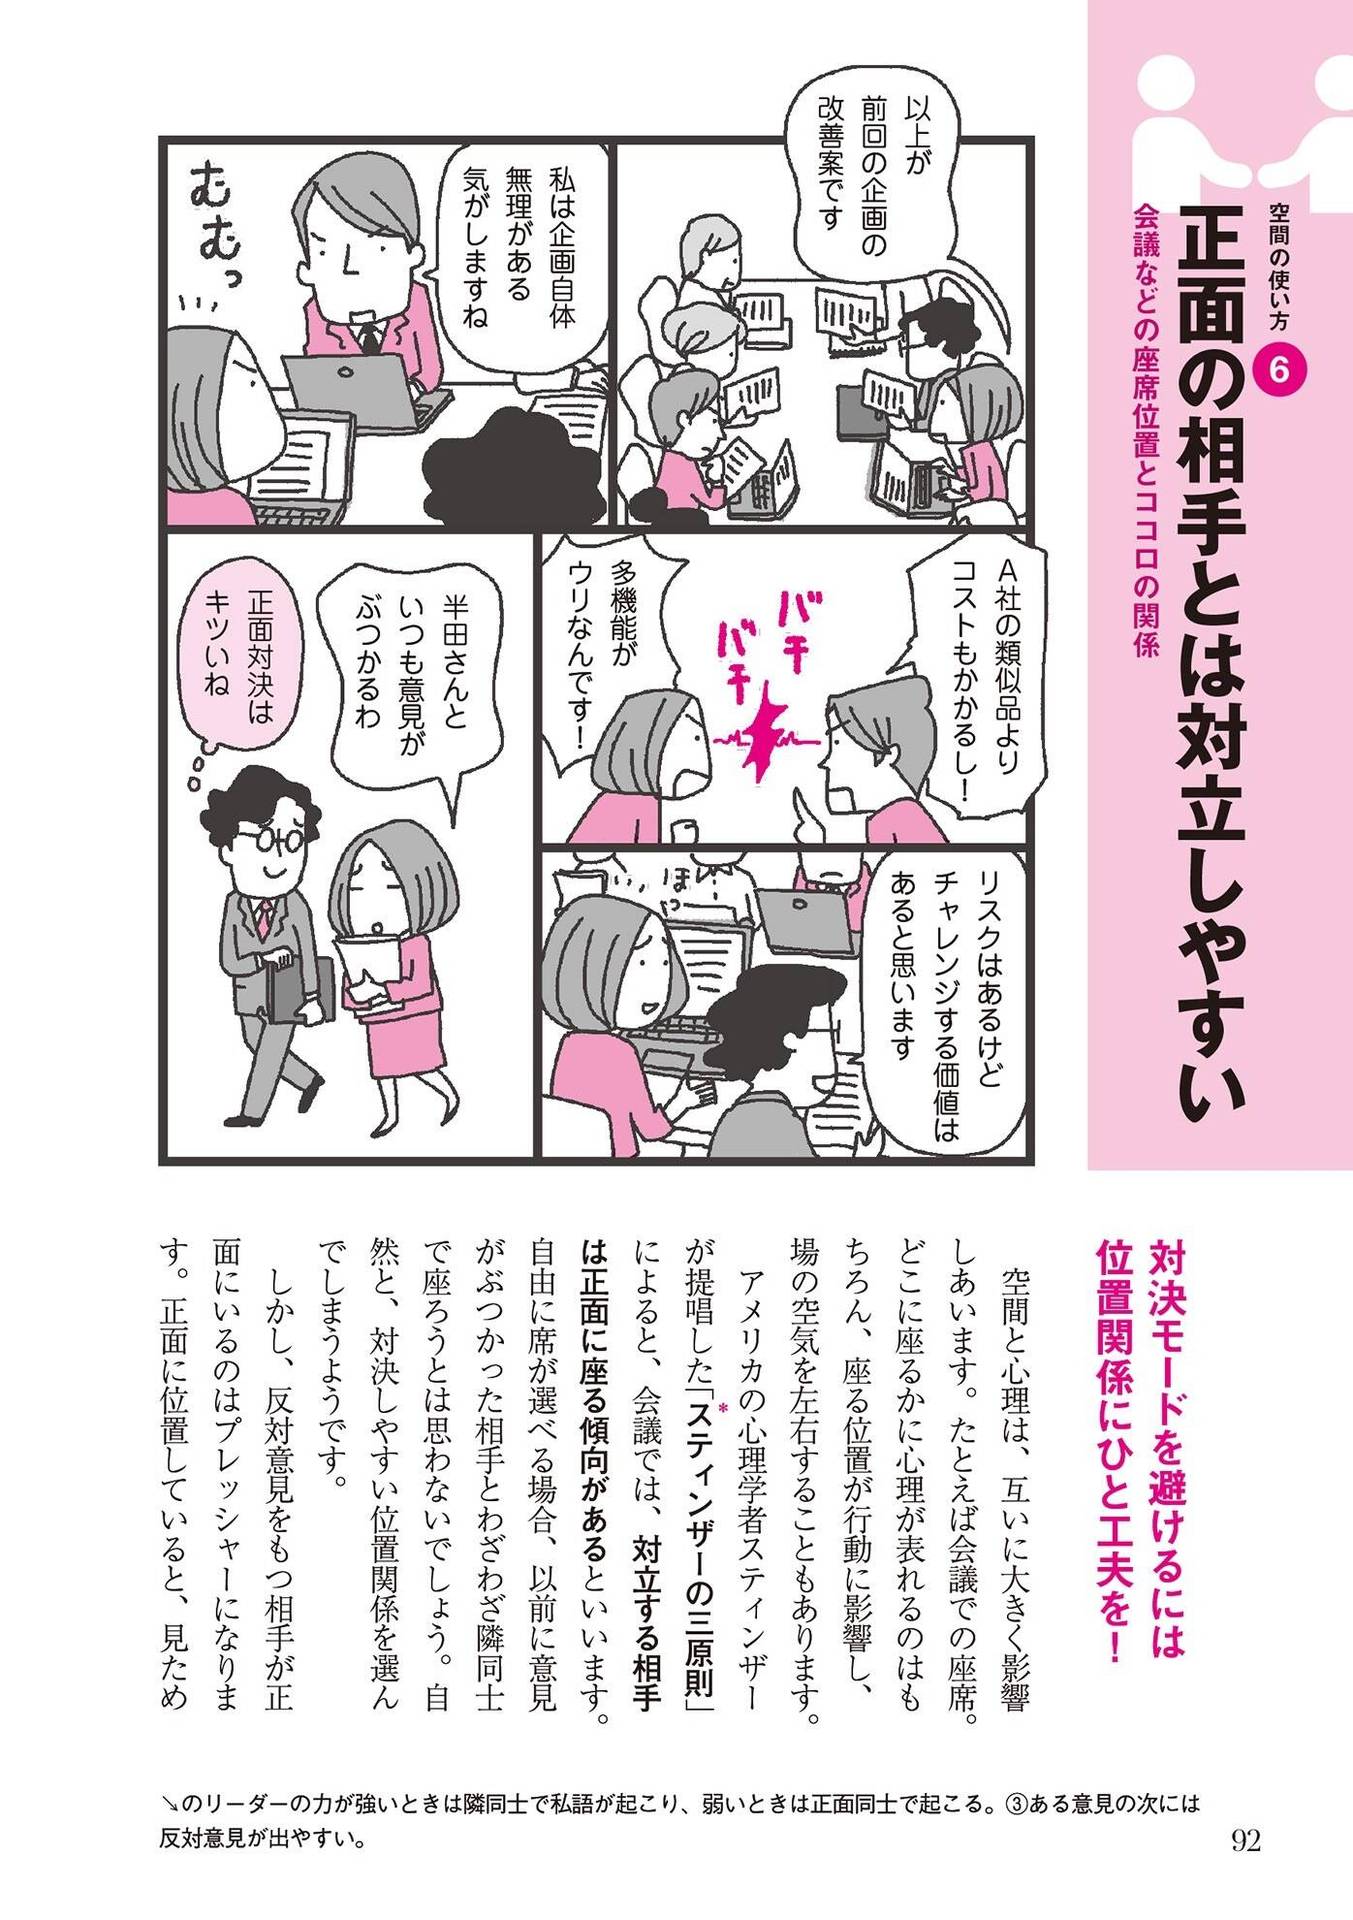 空間の使い方 6
正面の相手とは対立しやすい
会議などの座席位置とココロの関係
以上が
前回の企画の
改善案です
私は企画自体
無理がある
気がしますね
むむっ
A社の類似品より
コストもかかるし！
バチ
バチ
多機能が
ウリなんです！
リスクはあるけど
チャレンジする価値は
あると思います
ほっ
半田さんと
いつも意見が
ぶつかるわ
正面対決は
キツいね
対決モードを避けるには
位置関係にひと工夫を！
空間と心理は、互いに大きく影響
しあいます。たとえば会議での座席。
どこに座るかに心理が表れるのはも
ちろん、座る位置が行動に影響し、
場の空気を左右することもあります。
アメリカの心理学者スティンザー
が提唱した「スティンザーの三原則」*
によると、会議では、対立する相手
は正面に座る傾向があるといいます。
自由に席が選べる場合、以前に意見
がぶつかった相手とわざわざ隣同士
で座ろうとは思わないでしょう。自
然と、対決しやすい位置関係を選ん
でしまうようです。
しかし、反対意見をもつ相手が正
面にいるのはプレッシャーになりま
す。正面に位置していると、見ため
↘のリーダーの力が強いときは隣同士で私語が起こり、弱いときは正面同士で起こる。③ある意見の次には
反対意見が出やすい。
92